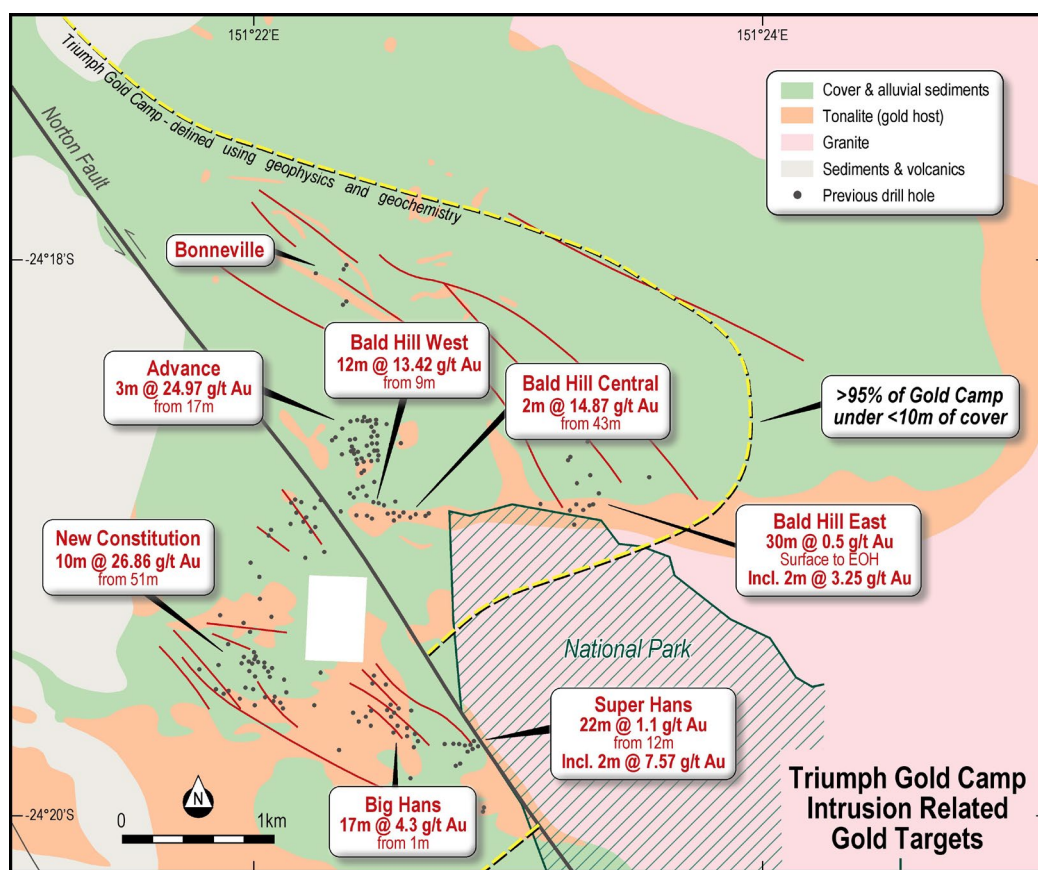 151°22'E
151°24'E
Triumph Gold Camp - defined using geophysics and geochemistry
Norton Fault
Cover & alluvial sediments
Tonalite (gold host)
Granite
Sediments & volcanics
Previous drill hole
-24°18'S
Bonneville
Bald Hill West
12m @ 13.42 g/t Au
from 9m
Advance
3m @ 24.97 g/t Au
from 17m
Bald Hill Central
2m @ 14.87 g/t Au
from 43m
>95% of Gold Camp
under <10m of cover
New Constitution
10m @ 26.86 g/t Au
from 51m
Bald Hill East
30m @ 0.5 g/t Au
Surface to EOH
Incl. 2m @ 3.25 g/t Au
National Park
Super Hans
22m @ 1.1 g/t Au
from 12m
Incl. 2m @ 7.57 g/t Au
Big Hans
17m @ 4.3 g/t Au
from 1m
-24°20'S
N
0
1km
Triumph Gold Camp
Intrusion Related
Gold Targets